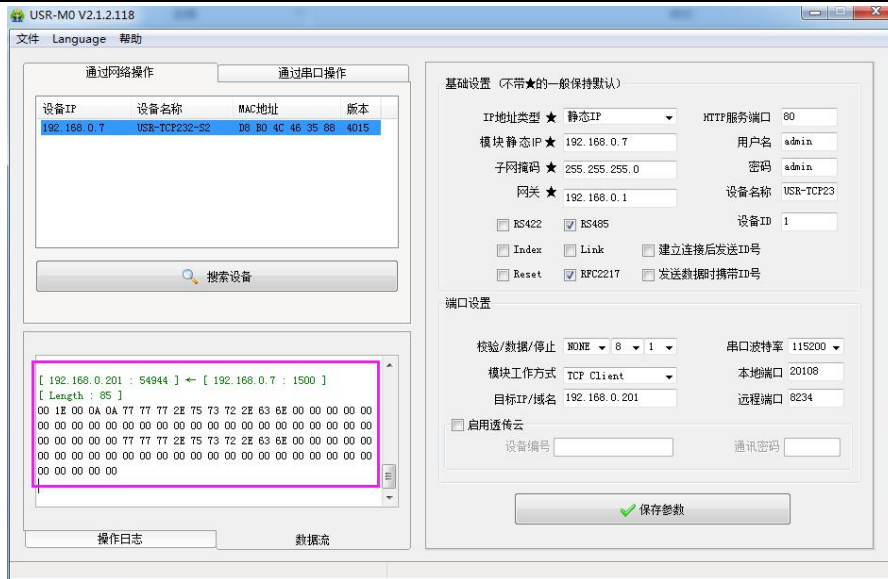 USR-M0 V2.1.2.118
文件 Language 帮助
通过网络操作 通过串口操作
设备IP 设备名称 MAC地址 版本
192.168.0.7 USR-TCP232-S2 D8 B0 4C 46 35 88 4015
搜索设备
[ 192.168.0.201 : 54944 ] ← [ 192.168.0.7 : 1500 ]
[ Length : 85 ]
00 1E 00 0A 0A 77 77 77 2E 75 73 72 2E 63 6E 00 00 00 00 00
00 00 00 00 00 00 00 00 00 00 00 00 00 00 00 00 00 00 00 00
00 00 00 00 00 77 77 77 2E 75 73 72 2E 63 6E 00 00 00 00 00
00 00 00 00 00 00 00 00 00 00 00 00 00 00 00 00 00 00 00 00
00 00 00 00 00
操作日志 数据流
基础设置 (不带★的一般保持默认)
IP地址类型 ★ 静态IP HTTP服务端口 80
模块静态IP ★ 192.168.0.7 用户名 admin
子网掩码 ★ 255.255.255.0 密码 admin
网关 ★ 192.168.0.1 设备名称 USR-TCP23
RS422 RS485 设备ID 1
Index Link 建立连接后发送ID号
Reset RFC2217 发送数据时携带ID号
端口设置
校验/数据/停止 NONE 8 1 串口波特率 115200
模块工作方式 TCP Client 本地端口 20108
目标IP/域名 192.168.0.201 远程端口 8234
启用透传云
设备编号 通讯密码
保存参数